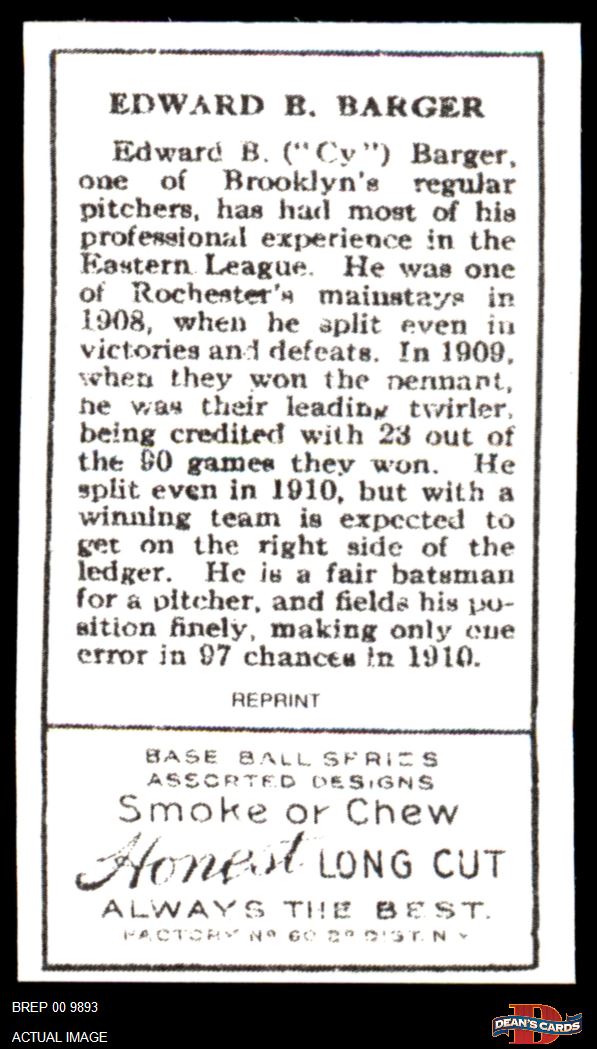 EDWARD B. BARGER
Edward B. ("Cy") Barger,
one of Brooklyn's regular
pitchers, has had most of his
professional experience in the
Eastern League. He was one
of Rochester's mainstays in
1908, when he split even in
victories and defeats. In 1909,
when they won the pennant,
he was their leading twirler,
being credited with 23 out of
the 90 games they won. He
split even in 1910, but with a
winning team is expected to
get on the right side of the
ledger. He is a fair batsman
for a pitcher, and fields his po-
sition finely, making only one
error in 97 chances in 1910.
REPRINT
BASE BALL SERIES
ASSORTED DESIGNS
Smoke or Chew
Honest LONG CUT
ALWAYS THE BEST.
FACTORY Nº 60 2º DIST. N.Y.
BREP 00 9893
ACTUAL IMAGE
D
DEAN'S CARDS